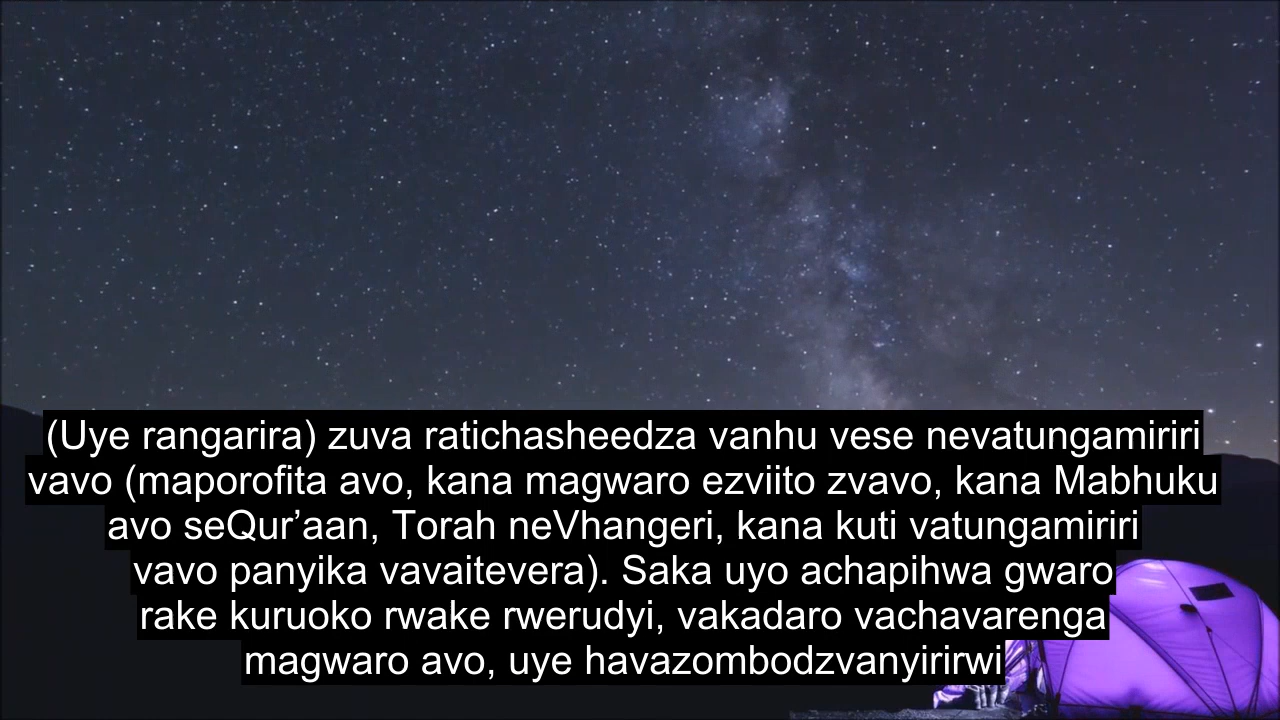 (Uye rangarira) zuva ratichasheedza vanhu vese nevatungamiriri
vavo (maporofita avo, kana magwaro ezviito zvavo, kana Mabhuku
avo seQur’aan, Torah neVhangeri, kana kuti vatungamiriri
vavo panyika vavaitevera). Saka uyo achapihwa gwaro
rake kuruoko rwake rwerudyi, vakadaro vachavarenga
magwaro avo, uye havazombodzvanyirirwi